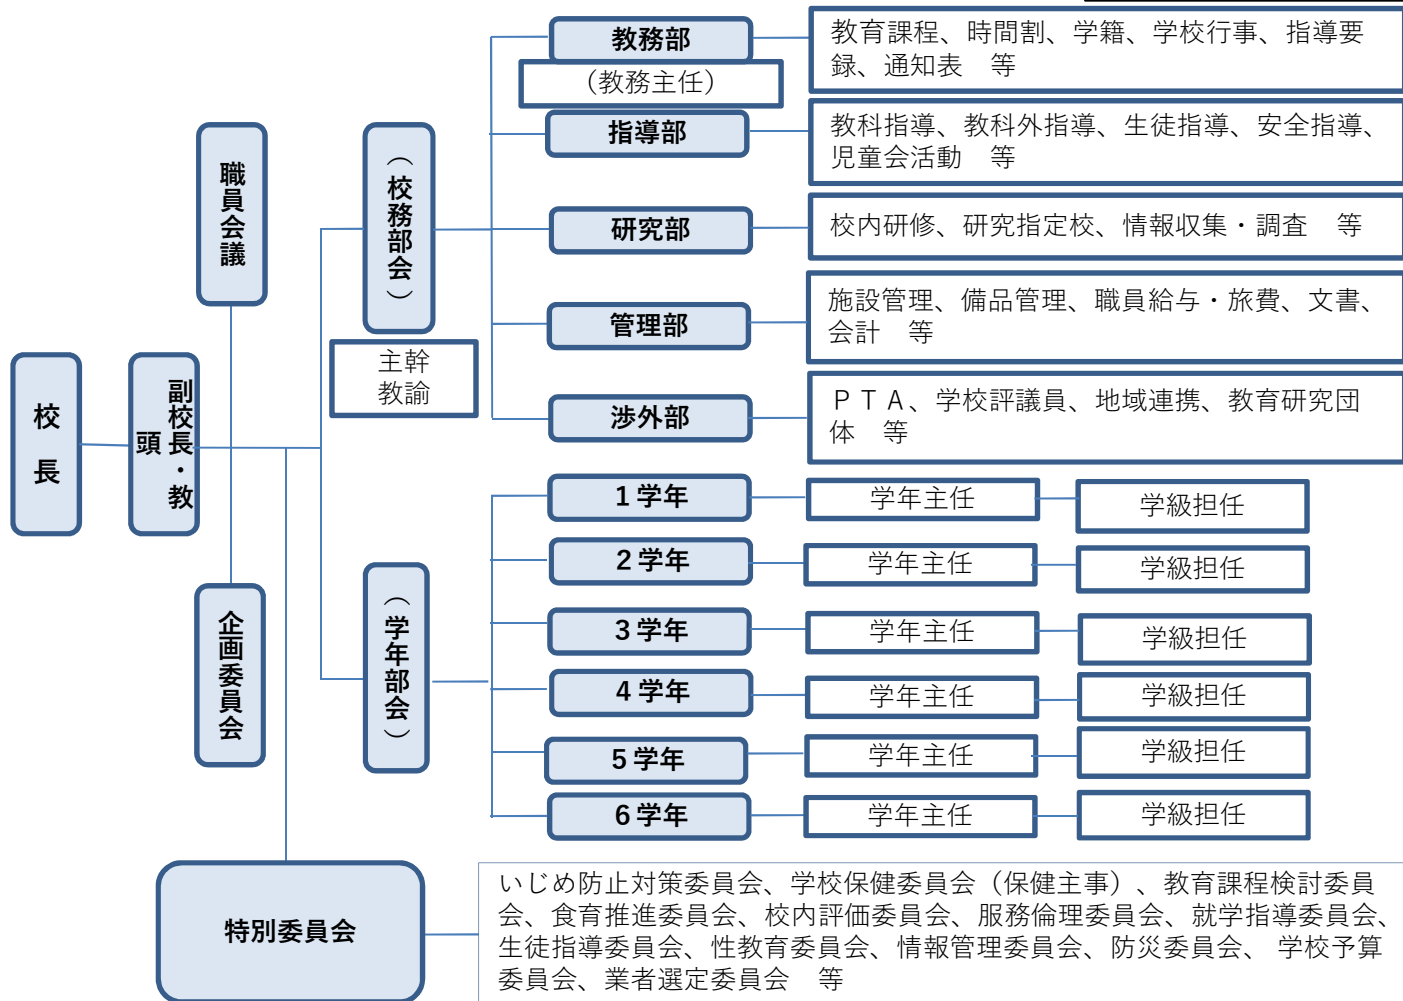 教務部
(教務主任)
教育課程、時間割、学籍、学校行事、指導要
録、通知表　等
指導部
教科指導、教科外指導、生徒指導、安全指導、
児童会活動　等
職員会議
(校務部会)
研究部
校内研修、研究指定校、情報収集・調査　等
管理部
施設管理、備品管理、職員給与・旅費、文書、
会計　等
主幹
教諭
渉外部
ＰＴＡ、学校評議員、地域連携、教育研究団
体　等
校長
副校長・教
頭
1学年
学年主任
学級担任
2学年
学年主任
学級担任
企画委員会
(学年部会)
3学年
学年主任
学級担任
4学年
学年主任
学級担任
5学年
学年主任
学級担任
6学年
学年主任
学級担任
特別委員会
いじめ防止対策委員会、学校保健委員会（保健主事）、教育課程検討委員
会、食育推進委員会、校内評価委員会、服務倫理委員会、就学指導委員会、
生徒指導委員会、性教育委員会、情報管理委員会、防災委員会、 学校予算
委員会、業者選定委員会　等